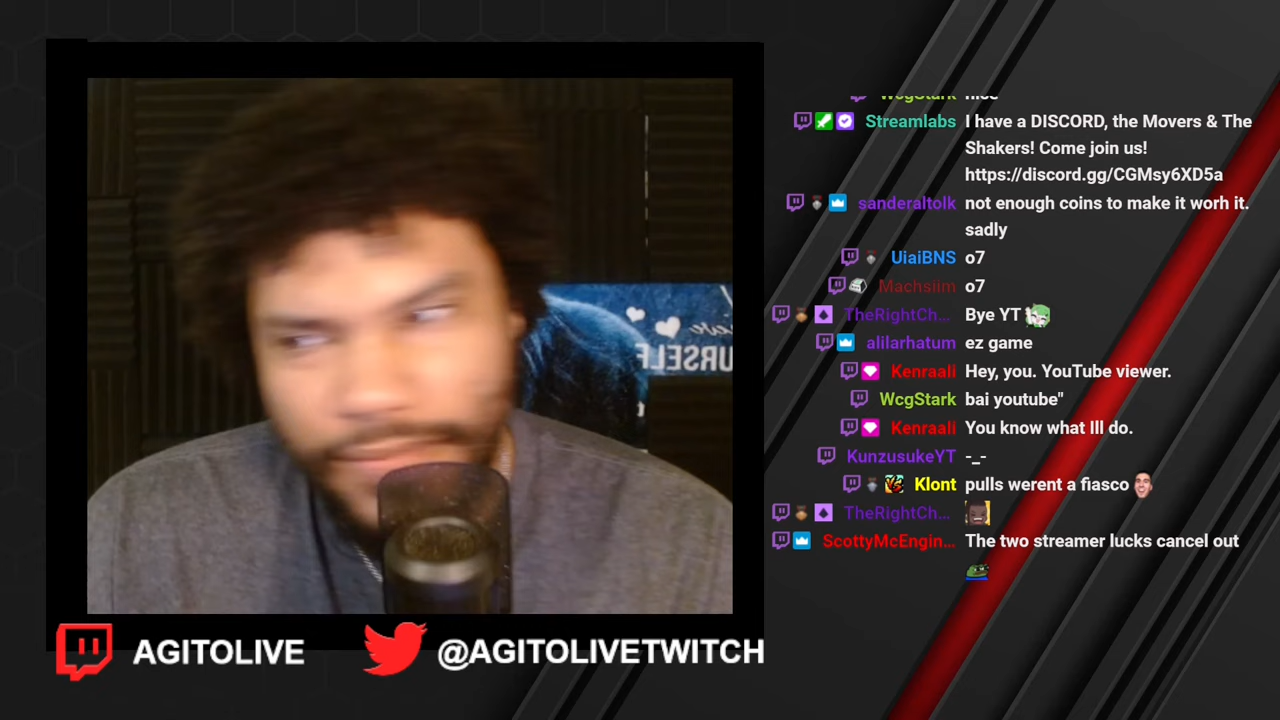 WcgStark nise
Streamlabs I have a DISCORD, the Movers & The
Shakers! Come join us!
https://discord.gg/CGMsy6XD5a
sanderaltolk not enough coins to make it worh it.
sadly
UiaiBNS o7
Machsiim o7
TheRightCh... Bye YT
alilarhatum ez game
Kenraali Hey, you. YouTube viewer.
WcgStark bai youtube"
Kenraali You know what Ill do.
KunzusukeYT -_-
Klont pulls werent a fiasco
TheRightCh...
ScottyMcEngin... The two streamer lucks cancel out
URSELF
AGITOLIVE
@AGITOLIVETWITCH